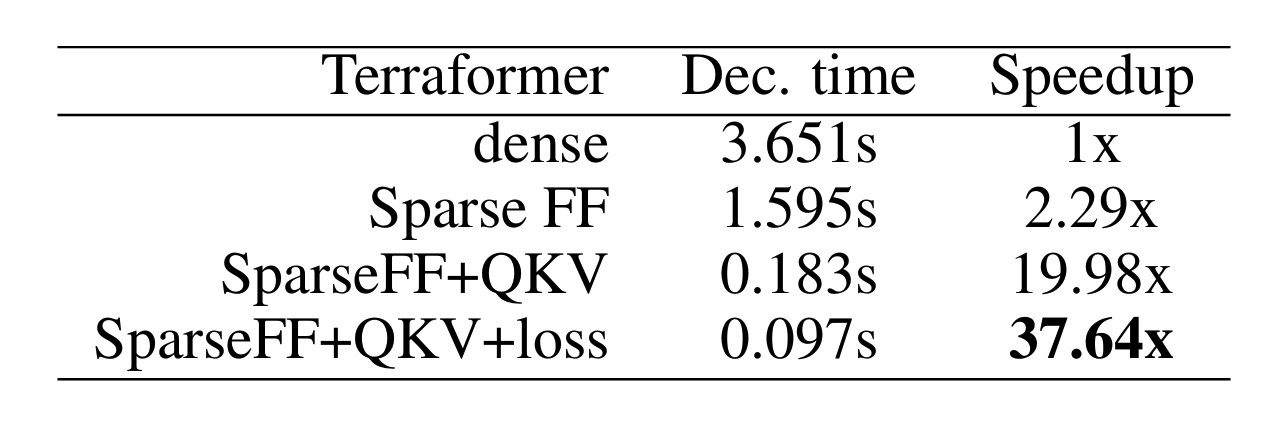 Terraformer Dec. time Speedup
dense 3.651s 1x
Sparse FF 1.595s 2.29x
SparseFF+QKV 0.183s 19.98x
SparseFF+QKV+loss 0.097s 37.64x